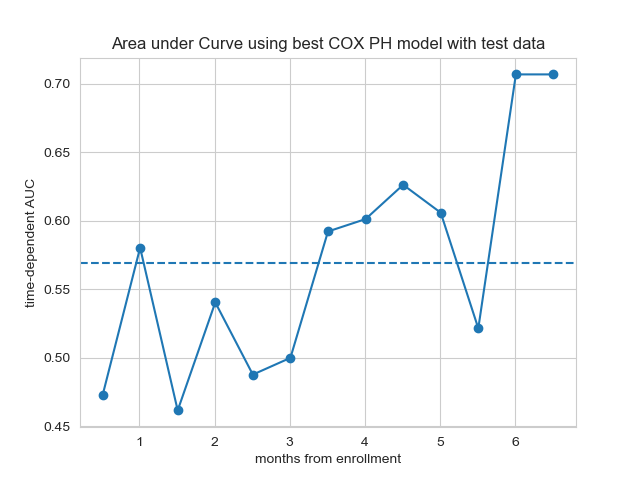 Area under Curve using best COX PH model with test data
time-dependent AUC
0.70
0.65
0.60
0.55
0.50
0.45
1 2 3 4 5 6
months from enrollment